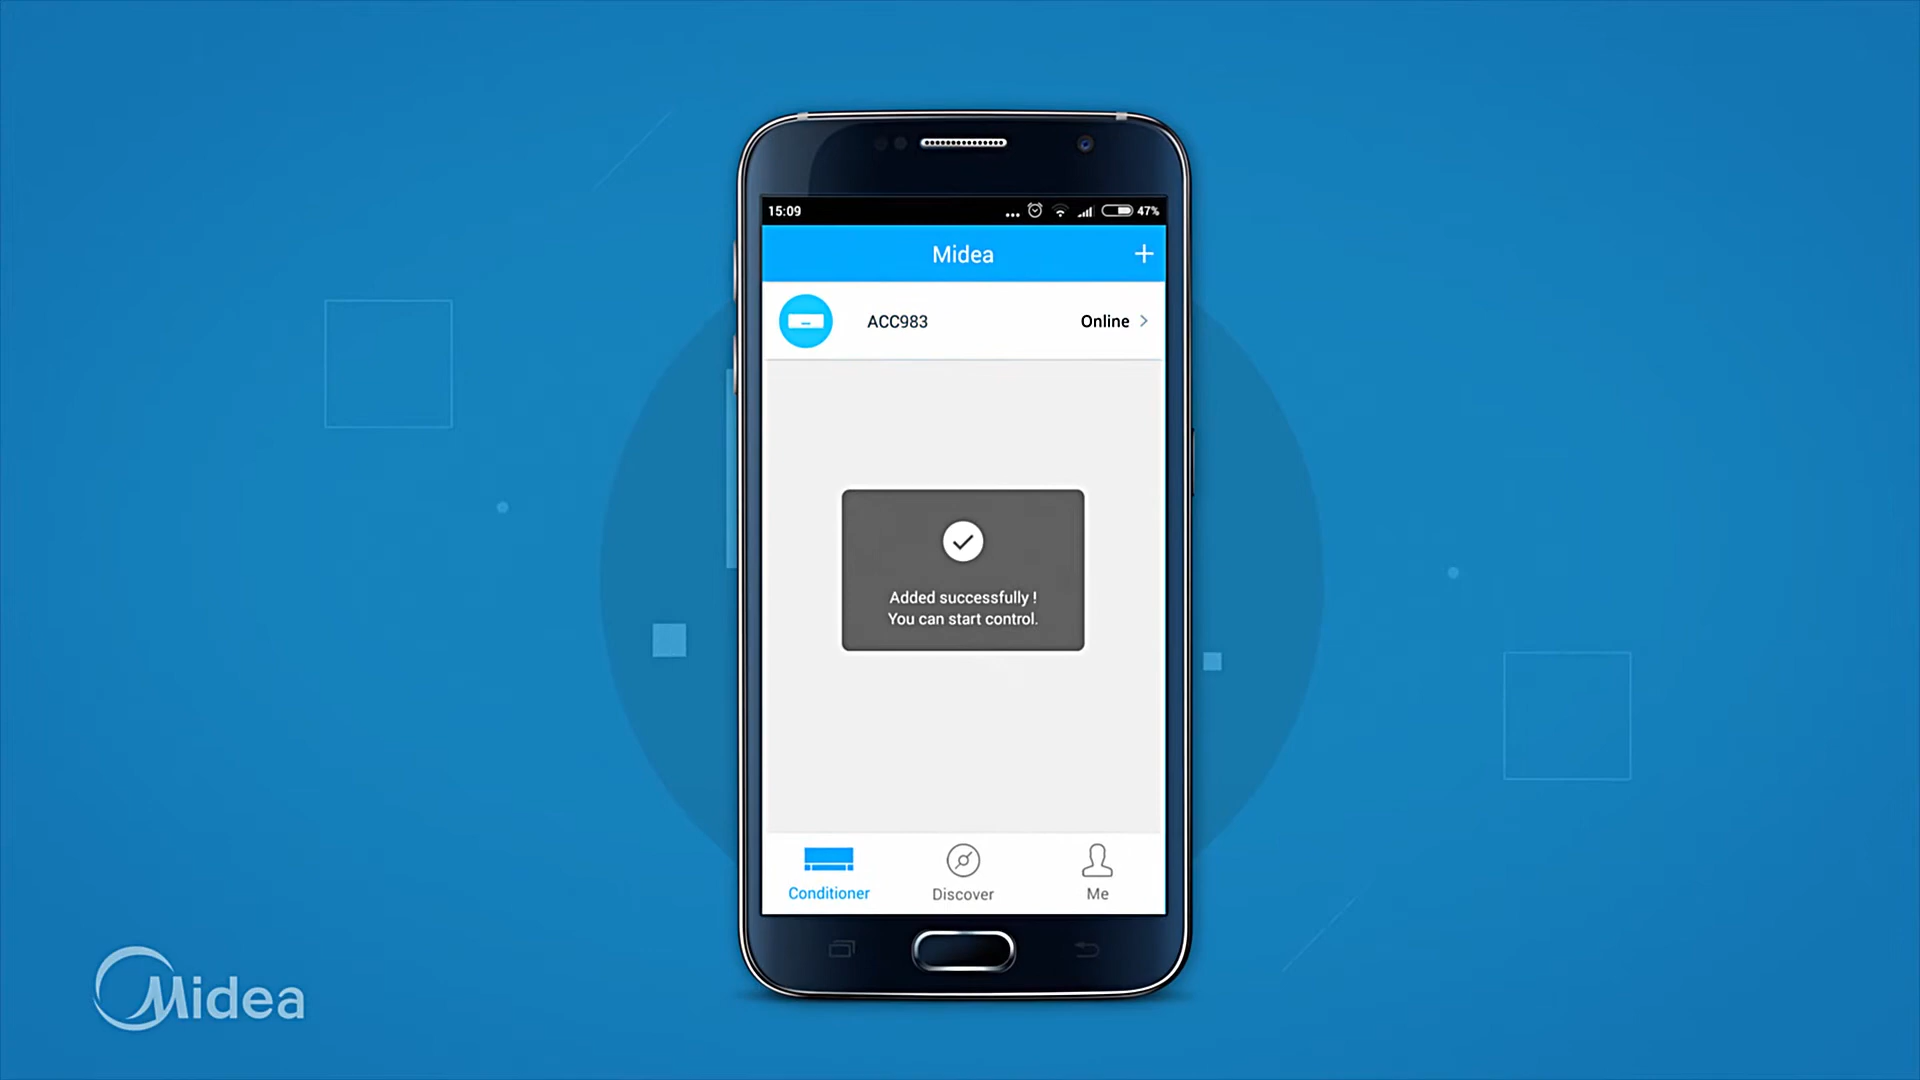 15:09
47%
Midea
ACC983
Online
Added successfully !
You can start control.
Conditioner
Discover
Me
Midea